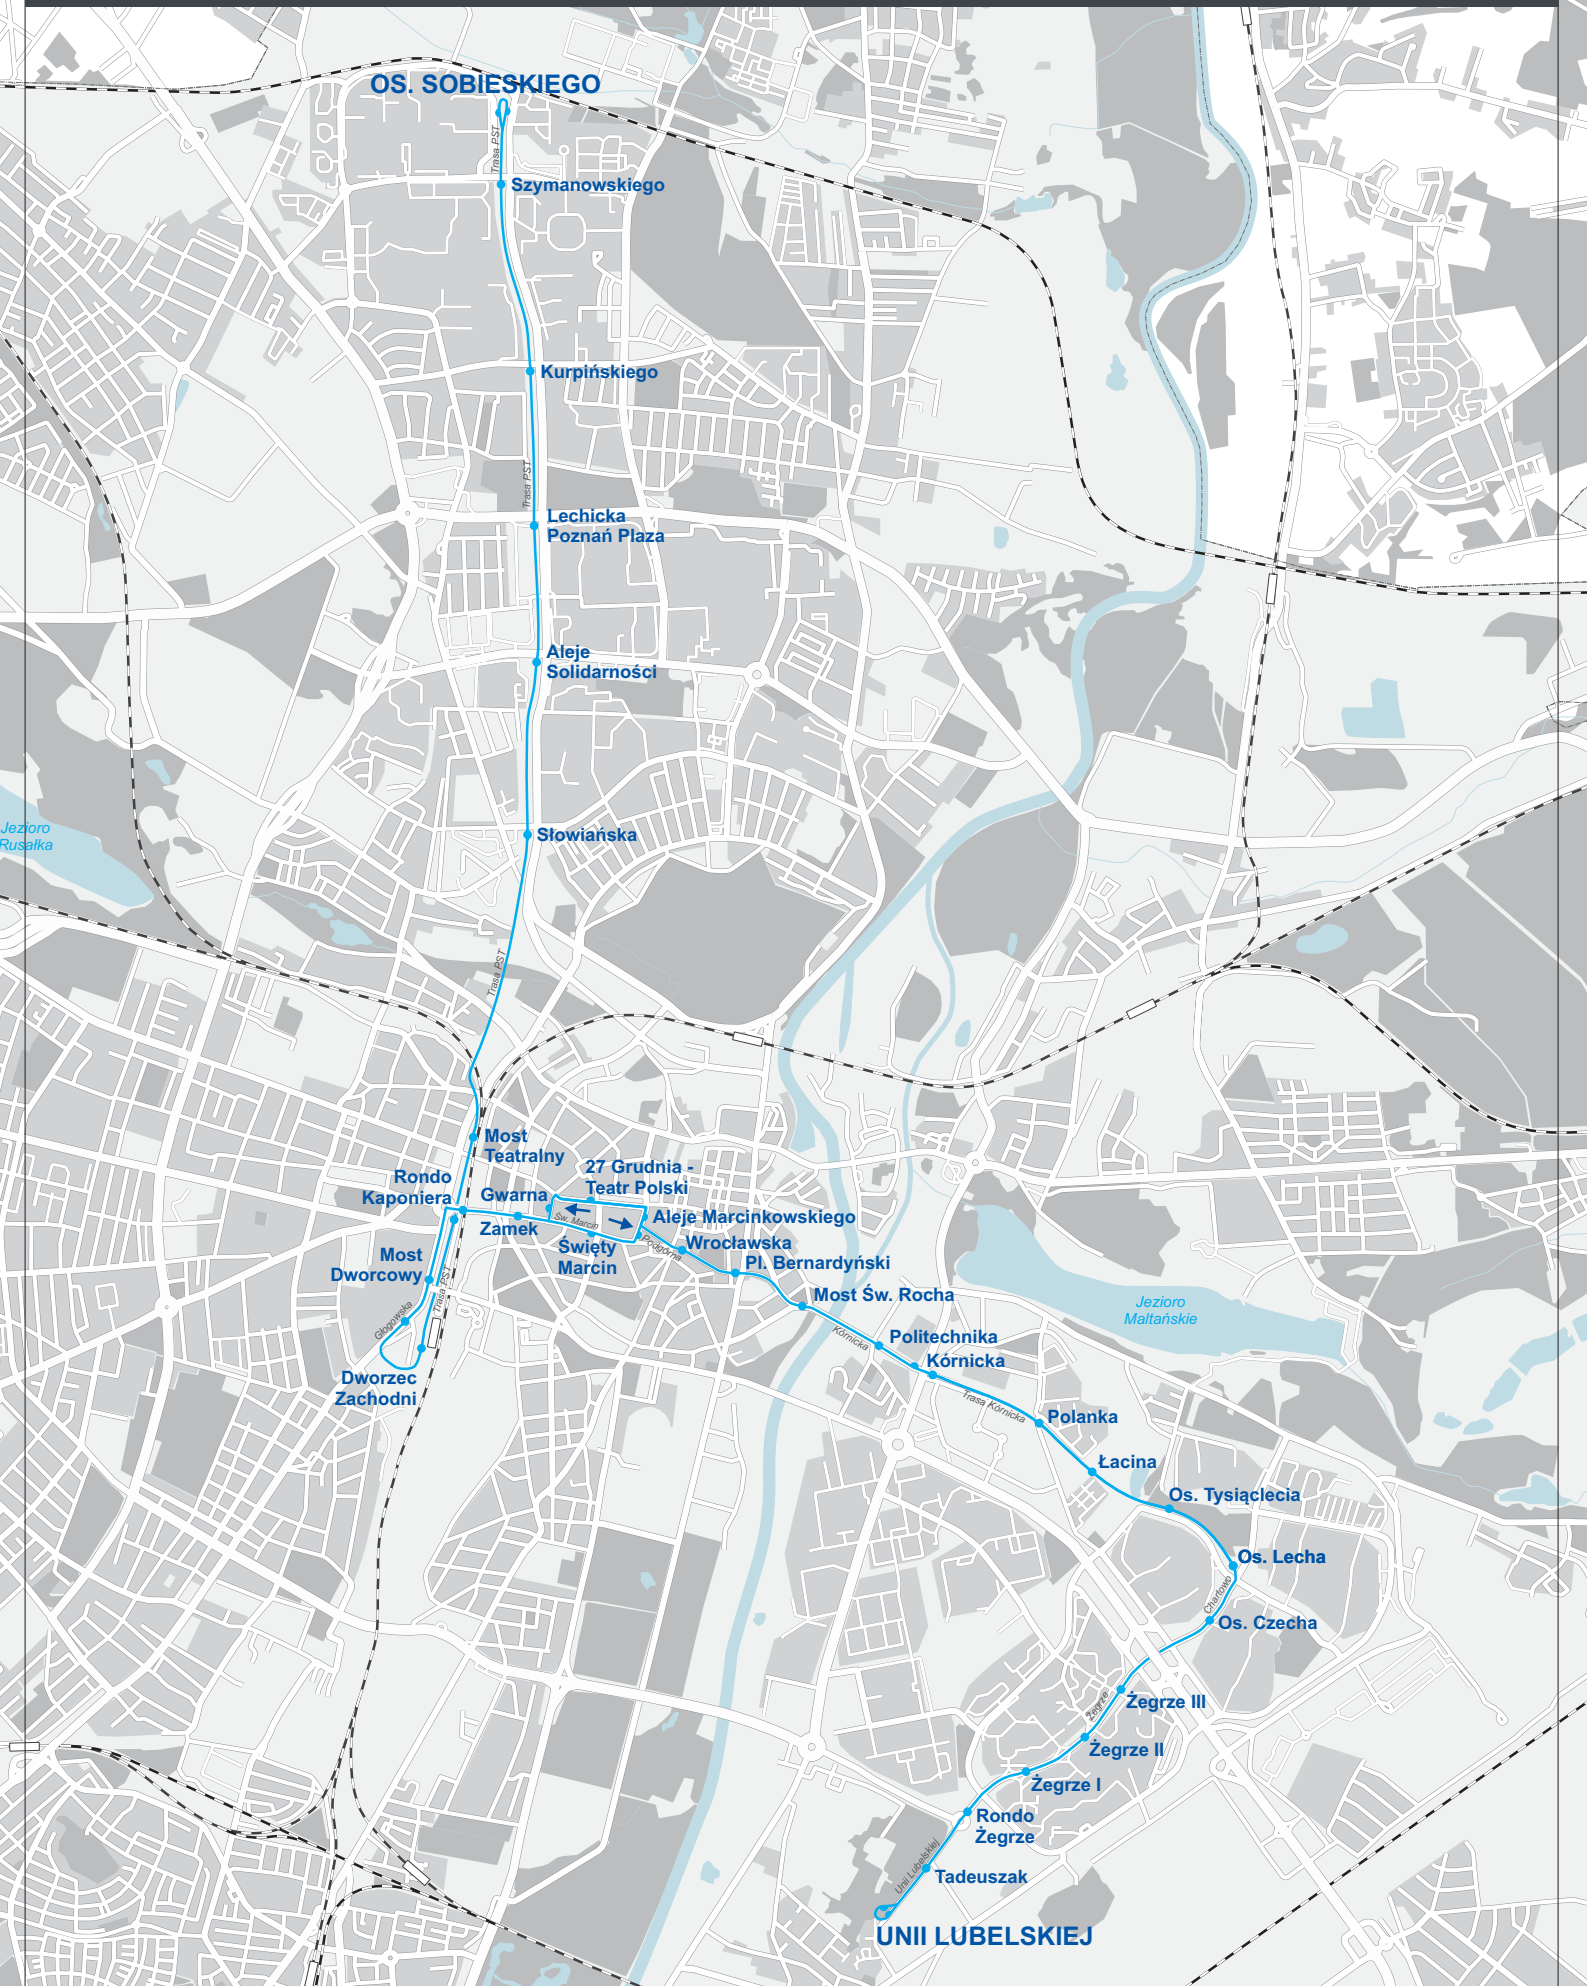 OS. SOBIESKIEGO
Trasa PST
Szymanowskiego
Kurpińskiego
Trasa PST
Lechicka
Poznań Plaza
Aleje
Solidarności
Jezioro
Rusałka
Słowiańska
Trasa PST
Most
Teatralny
Rondo
Kaponiera
27 Grudnia -
Teatr Polski
Gwarna
Zamek
Św. Marcin
Aleje Marcinkowskiego
Święty
Marcin
Podgórna
Wrocławska
Pl. Bernardyński
Most
Dworcowy
Trasa PST
Głogowska
Dworzec
Zachodni
Most Św. Rocha
Jezioro
Maltańskie
Kórnicka
Politechnika
Kórnicka
Trasa Kórnicka
Polanka
Łacina
Os. Tysiąclecia
Os. Lecha
Chartowo
Os. Czecha
Żegrze
Żegrze III
Żegrze II
Żegrze I
Rondo
Żegrze
Unii Lubelskiej
Tadeuszak
UNII LUBELSKIEJ